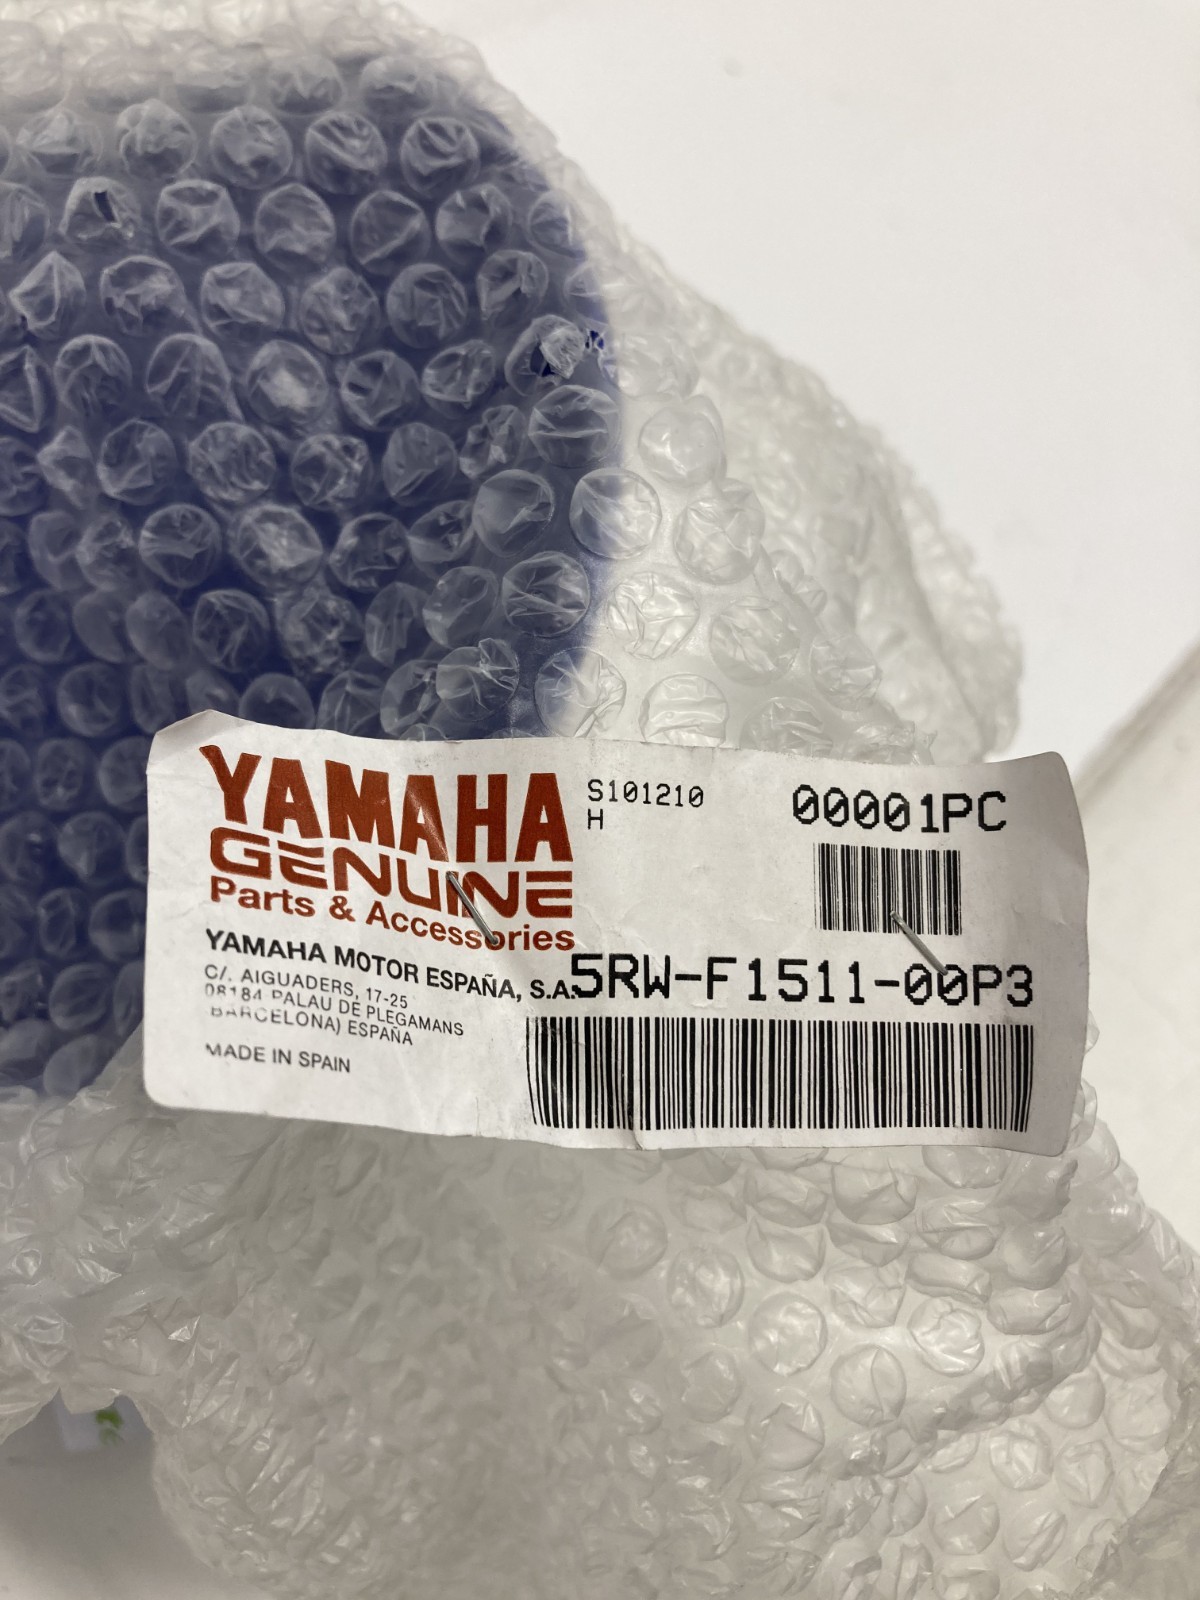 YAMAHA
GENUINE
Parts & Accessories
S101210
H
00001PC
YAMAHA MOTOR ESPAÑA, S.A.
5RW-F1511-00P3
C/. AIGUADERS, 17-25
08184 PALAU DE PLEGAMANS
BARCELONA) ESPAÑA
MADE IN SPAIN